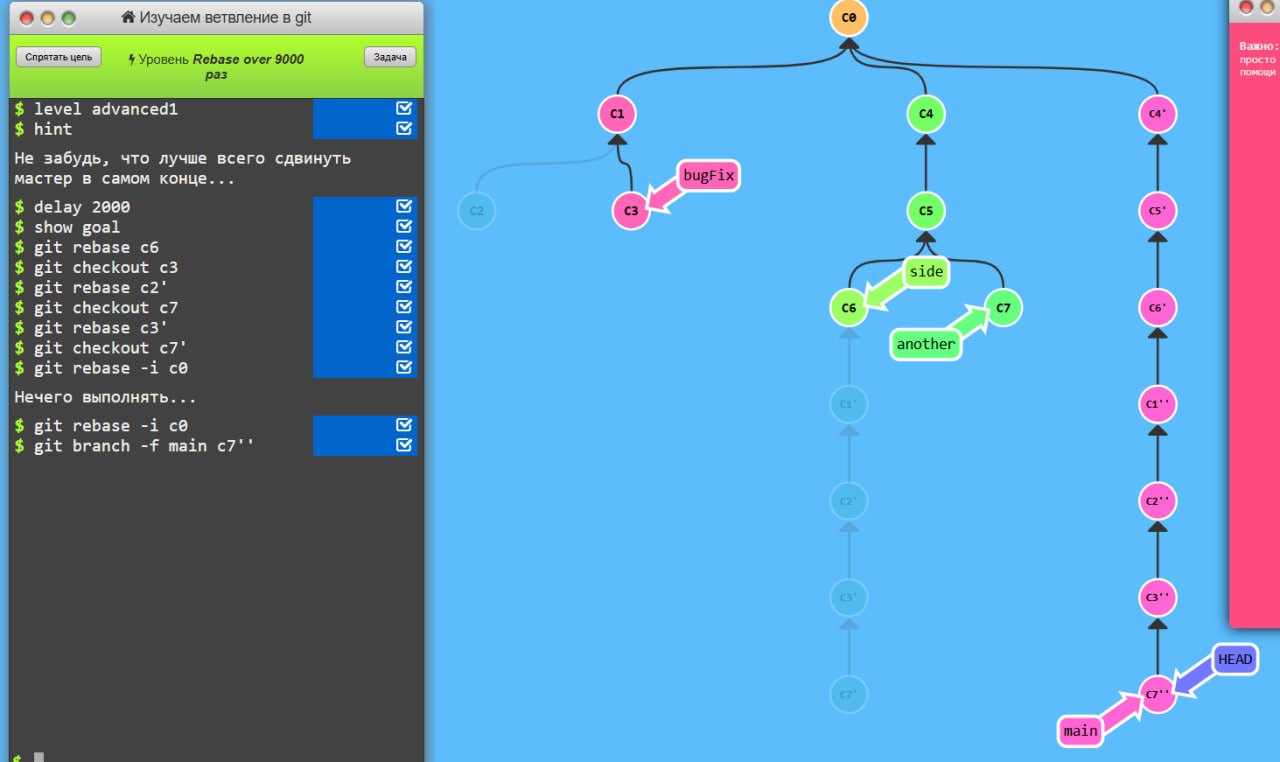 Изучаем ветвление в git
Спрятать цель
Уровень Rebase over 9000
раз
Задача
$ level advanced1
$ hint
Не забудь, что лучше всего сдвинуть
мастер в самом конце...
$ delay 2000
$ show goal
$ git rebase c6
$ git checkout c3
$ git rebase c2'
$ git checkout c7
$ git rebase c3'
$ git checkout c7'
$ git rebase -i c0
Нечего выполнять...
$ git rebase -i c0
$ git branch -f main c7''
$
C0
C1
C4
C4'
bugFix
C2
C3
C5
C5'
side
C6
C7
C6'
another
C1'
C1''
C2'
C2''
C3'
C3''
HEAD
C7'
C7''
main
Важно:
просто
помощи